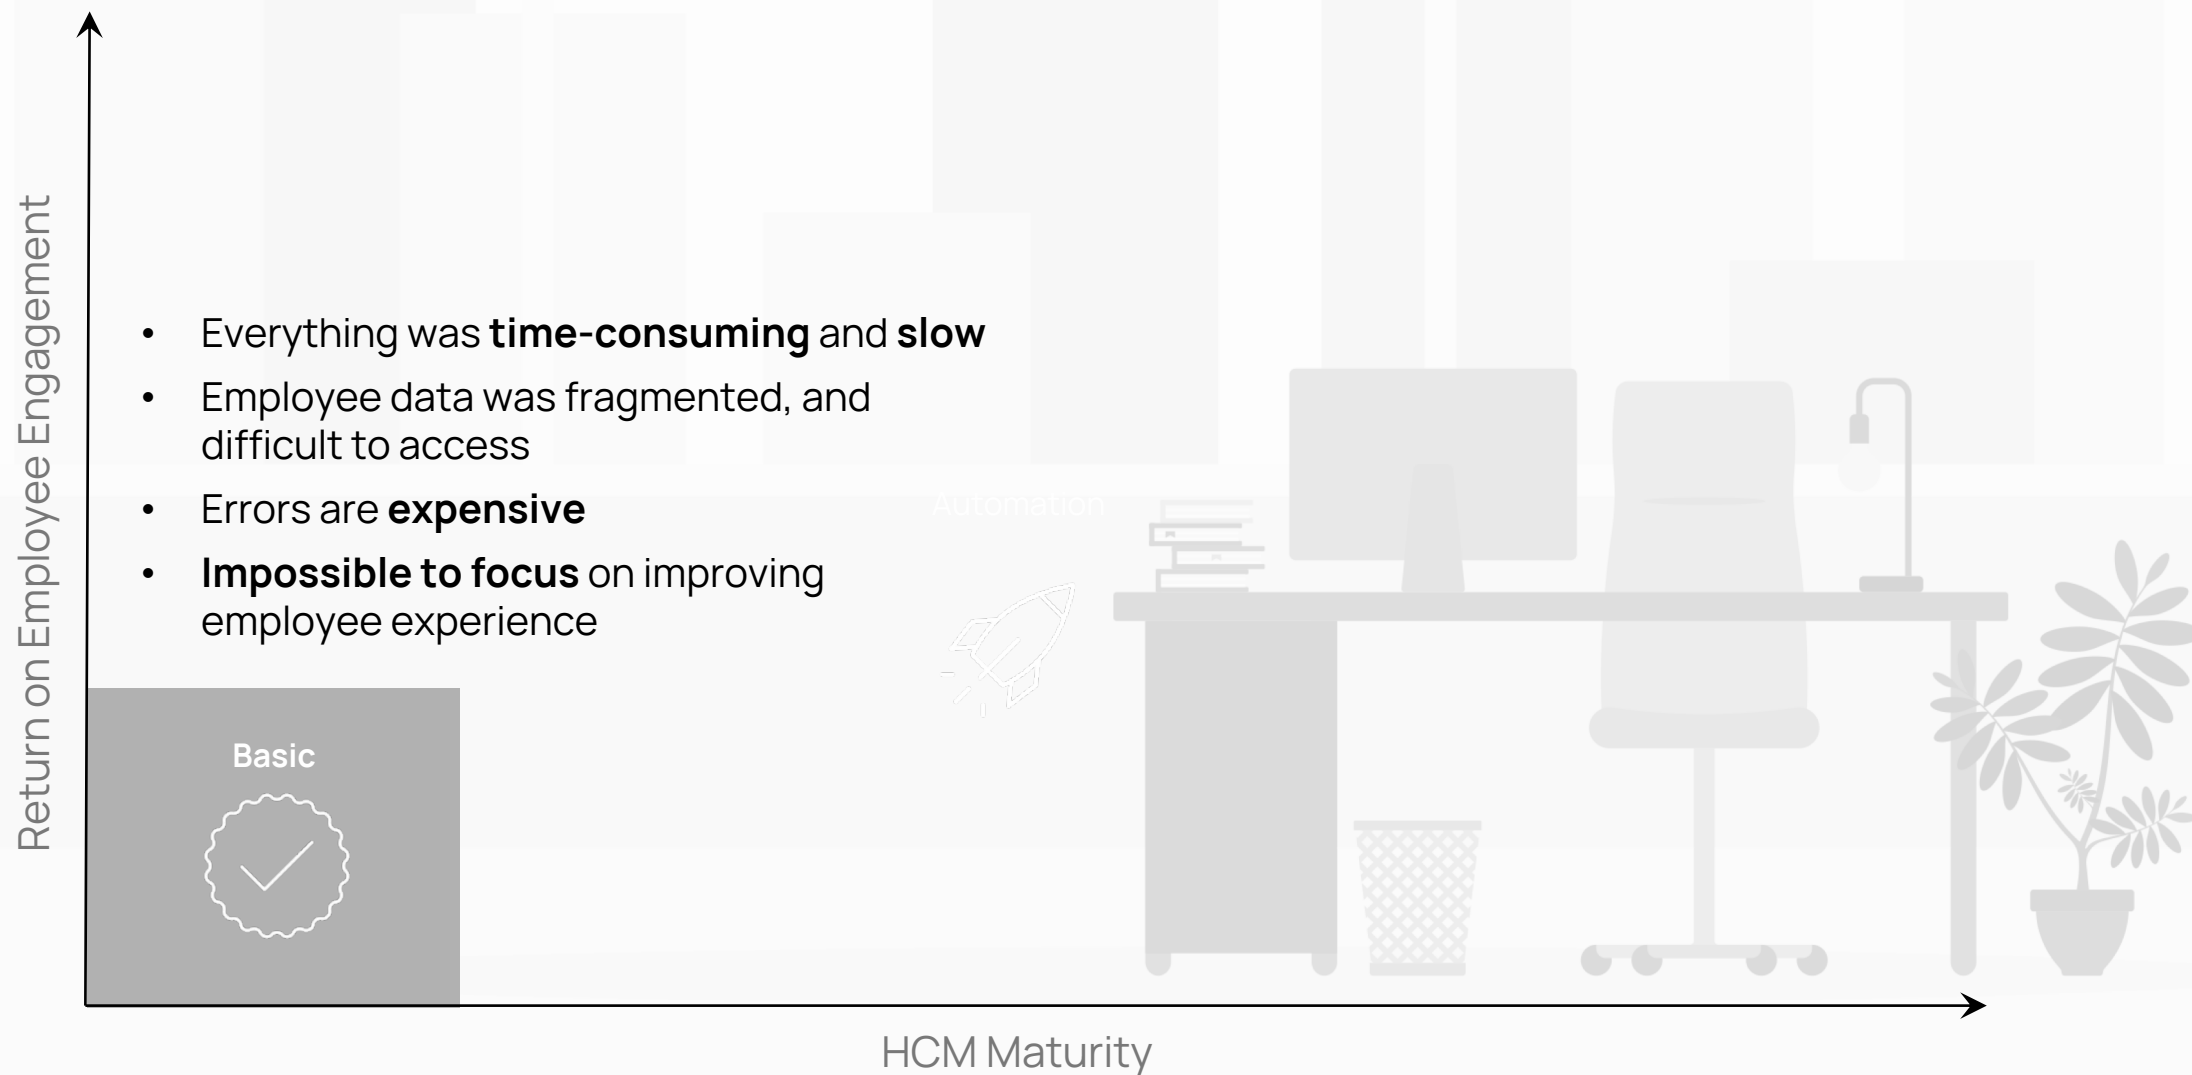 Return on Employee Engagement
• Everything was time-consuming and slow
• Employee data was fragmented, and
difficult to access
• Errors are expensive
• Impossible to focus on improving
employee experience
Automation
Basic
HCM Maturity